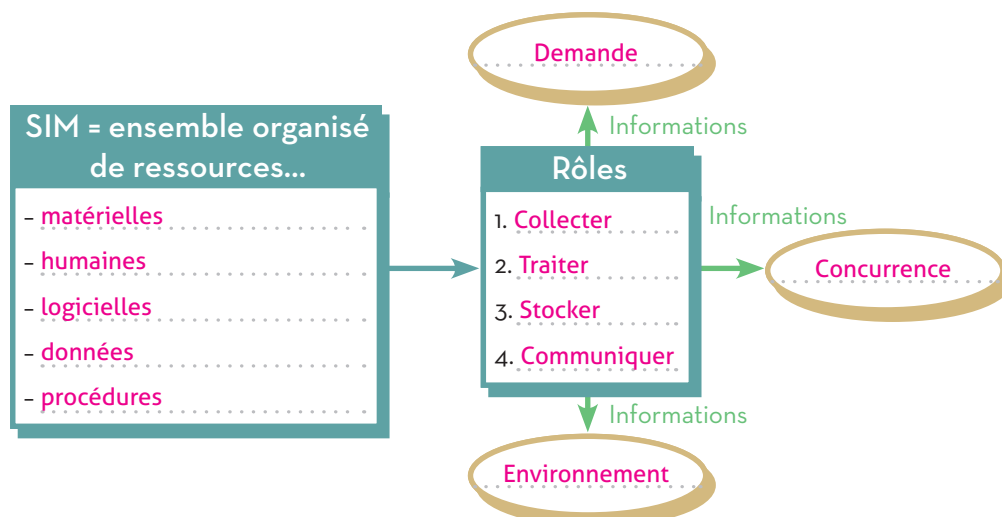 Demande
Informations
SIM = ensemble organisé
de ressources...
– matérielles
– humaines
– logicielles
– données
– procédures
Rôles
1. Collecter
2. Traiter
3. Stocker
4. Communiquer
Informations
Concurrence
Informations
Environnement